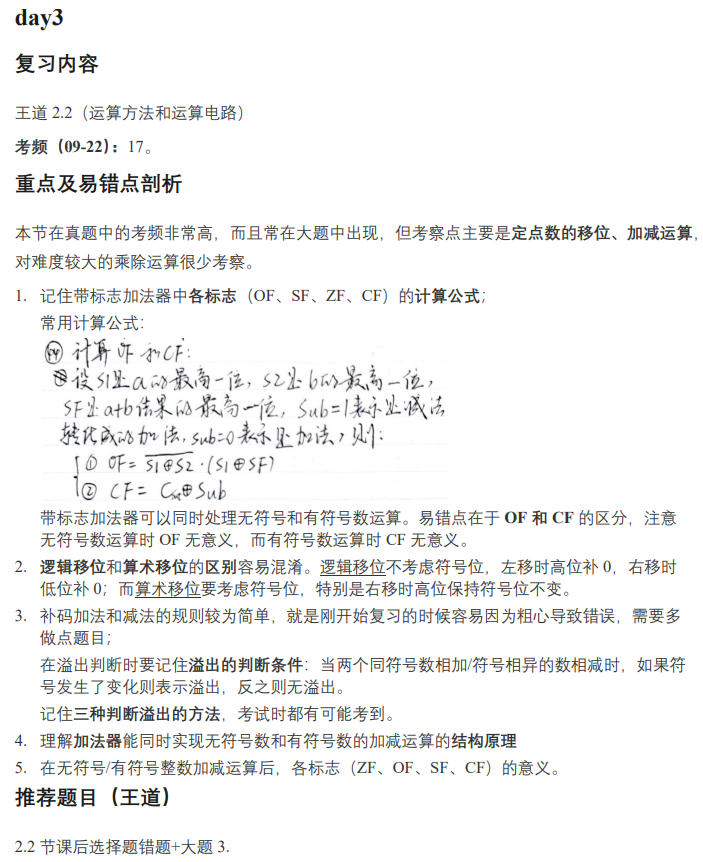 day3
复习内容
王道 2.2（运算方法和运算电路）
考频（09-22）：17。
重点及易错点剖析
本节在真题中的考频非常高，而且常在大题中出现，但考察点主要是定点数的移位、加减运算，
对难度较大的乘除运算很少考察。
1. 记住带标志加法器中各标志（OF、SF、ZF、CF）的计算公式；
常用计算公式：
计算OF和CF：
设S1是a的最高一位，S2是b的最高一位，
SF是a+b结果的最高一位，Sub=1表示是减法
转化成的加法，sub=0表示是加法，则：
① OF= \overline{S1⊕S2}·(S1⊕SF)
② CF= Cout⊕Sub
带标志加法器可以同时处理无符号和有符号数运算。易错点在于 OF 和 CF 的区分，注意
无符号数运算时 OF 无意义，而有符号数运算时 CF 无意义。
2. 逻辑移位和算术移位的区别容易混淆。逻辑移位不考虑符号位，左移时高位补 0，右移时
低位补 0；而算术移位要考虑符号位，特别是右移时高位保持符号位不变。
3. 补码加法和减法的规则较为简单，就是刚开始复习的时候容易因为粗心导致错误，需要多
做点题目；
在溢出判断时要记住溢出的判断条件：当两个同符号数相加/符号相异的数相减时，如果符
号发生了变化则表示溢出，反之则无溢出。
记住三种判断溢出的方法，考试时都有可能考到。
4. 理解加法器能同时实现无符号数和有符号数的加减运算的结构原理
5. 在无符号/有符号整数加减运算后，各标志（ZF、OF、SF、CF）的意义。
推荐题目（王道）
2.2 节课后选择题错题+大题 3.